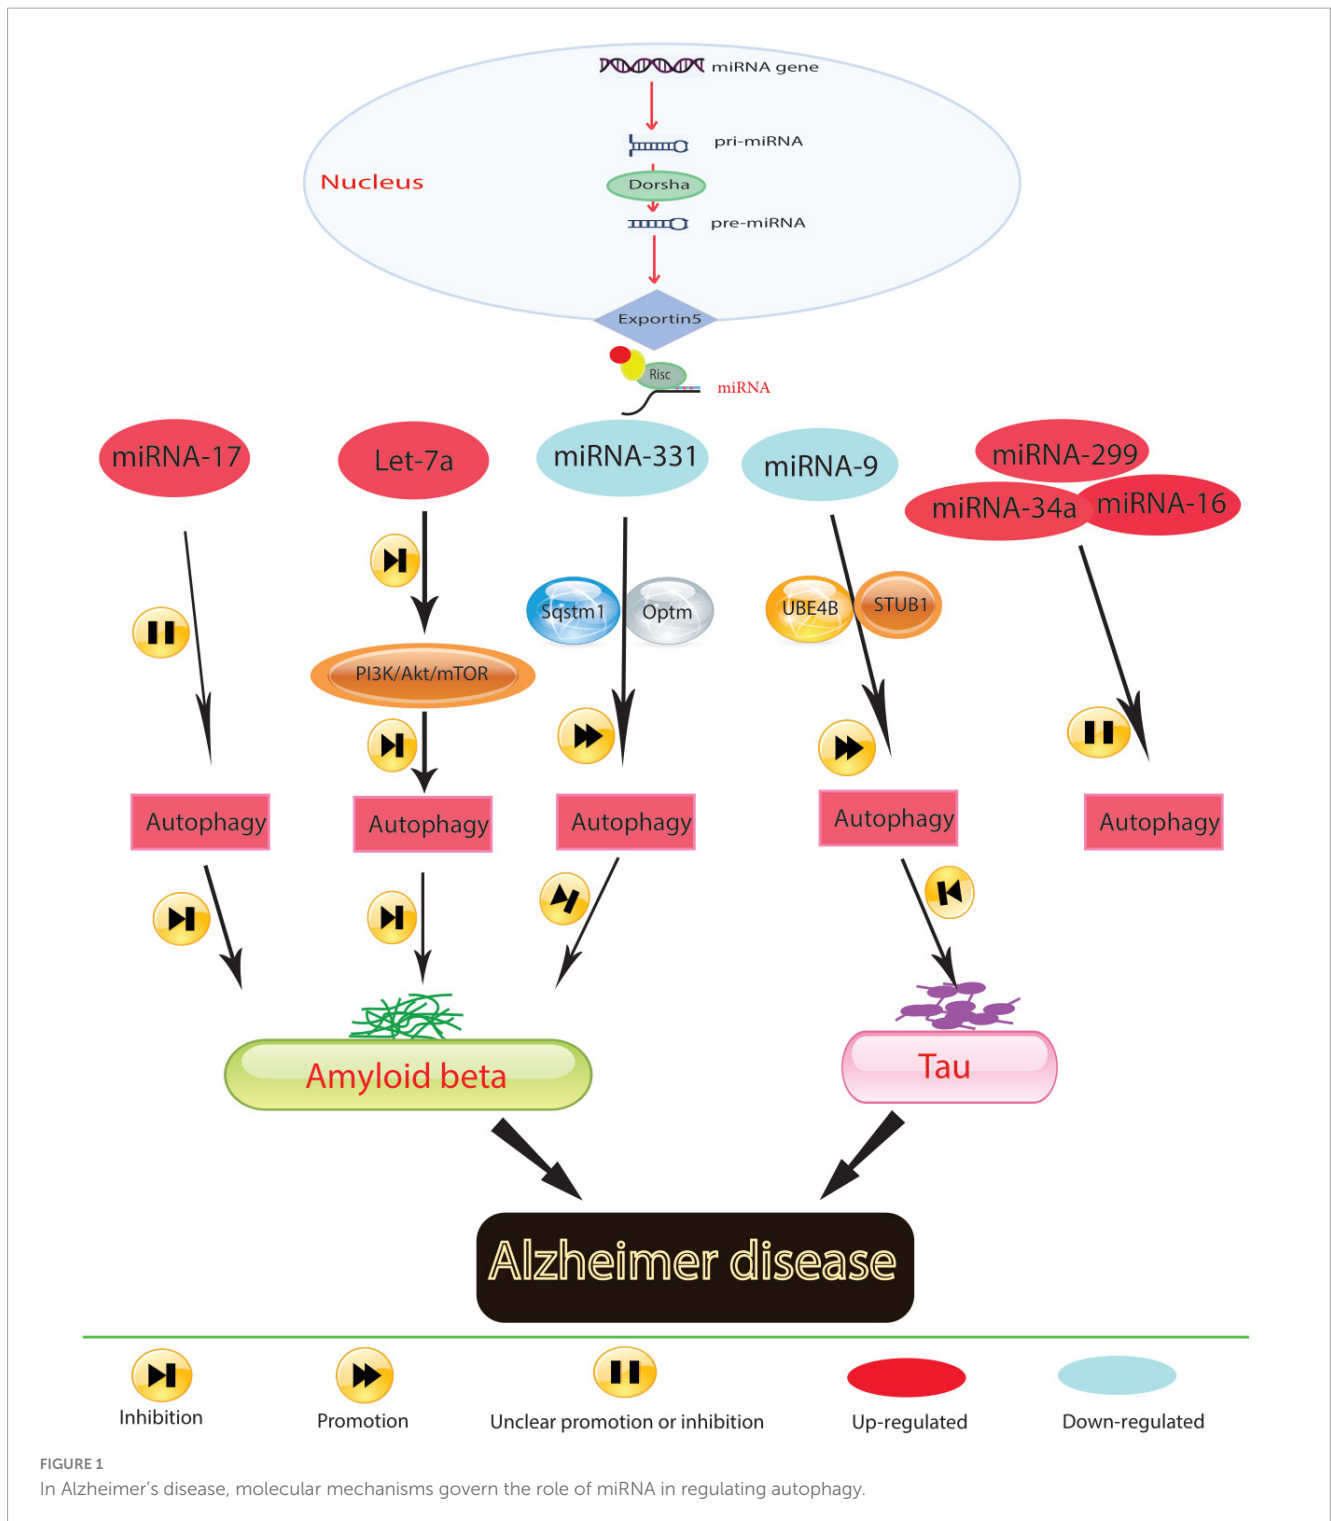 miRNA gene
pri-miRNA
Nucleus
Dorsha
pre-miRNA
Exportin5
Risc
miRNA
miRNA-17
Let-7a
miRNA-331
miRNA-9
miRNA-299
miRNA-34a
miRNA-16
Sqstm1
Optm
UBE4B
STUB1
PI3K/Akt/mTOR
Autophagy
Autophagy
Autophagy
Autophagy
Autophagy
Amyloid beta
Tau
Alzheimer disease
Inhibition
Promotion
Unclear promotion or inhibition
Up-regulated
Down-regulated
FIGURE 1
In Alzheimer’s disease, molecular mechanisms govern the role of miRNA in regulating autophagy.